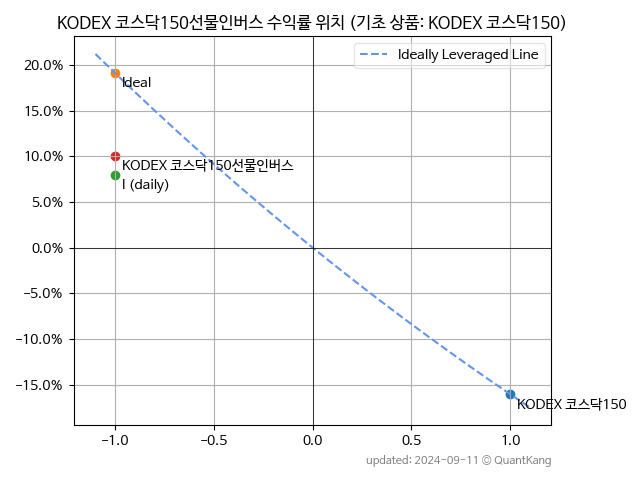 KODEX 코스닥150선물인버스 수익률 위치 (기초 상품: KODEX 코스닥150)
Ideally Leveraged Line
20.0%
Ideal
15.0%
10.0%
KODEX 코스닥150선물인버스
I (daily)
5.0%
0.0%
−5.0%
−10.0%
−15.0%
KODEX 코스닥150
−1.0 −0.5 0.0 0.5 1.0
updated: 2024-09-11 © QuantKang